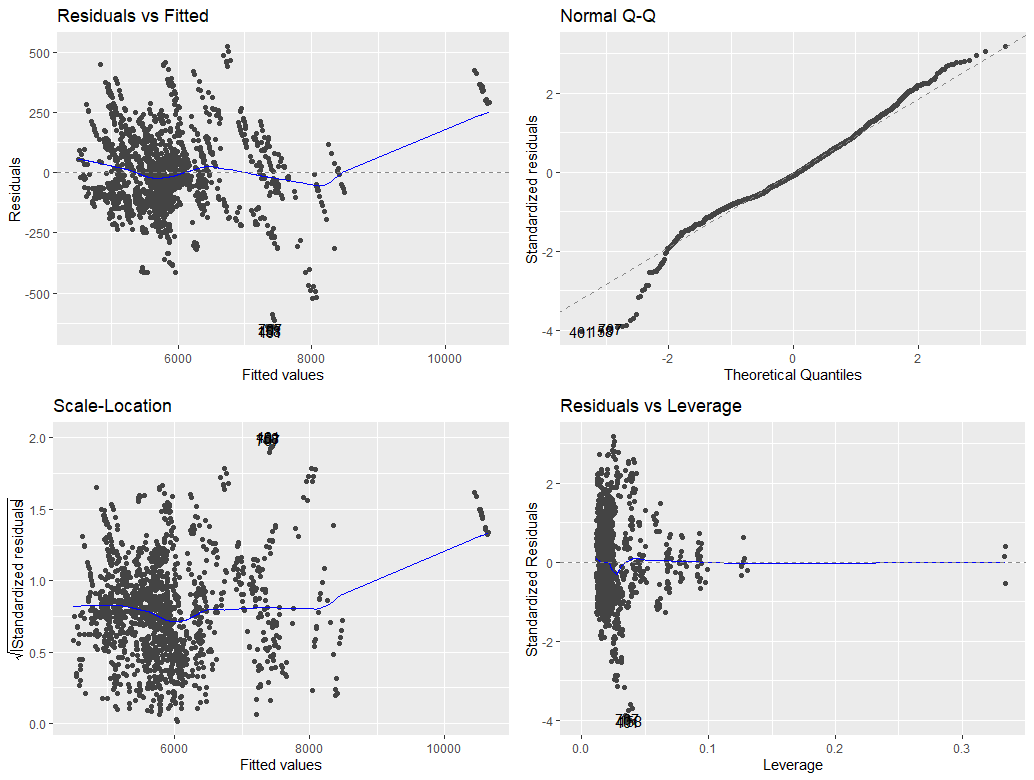 Residuals vs Fitted
Residuals
500
250
0
-250
-500
6000
8000
10000
Fitted values
Normal Q-Q
Standardized residuals
2
0
-2
-4
-2
0
2
Theoretical Quantiles
Scale-Location
√|Standardized residuals|
2.0
1.5
1.0
0.5
0.0
6000
8000
10000
Fitted values
Residuals vs Leverage
Standardized Residuals
2
0
-2
-4
0.0
0.1
0.2
0.3
Leverage